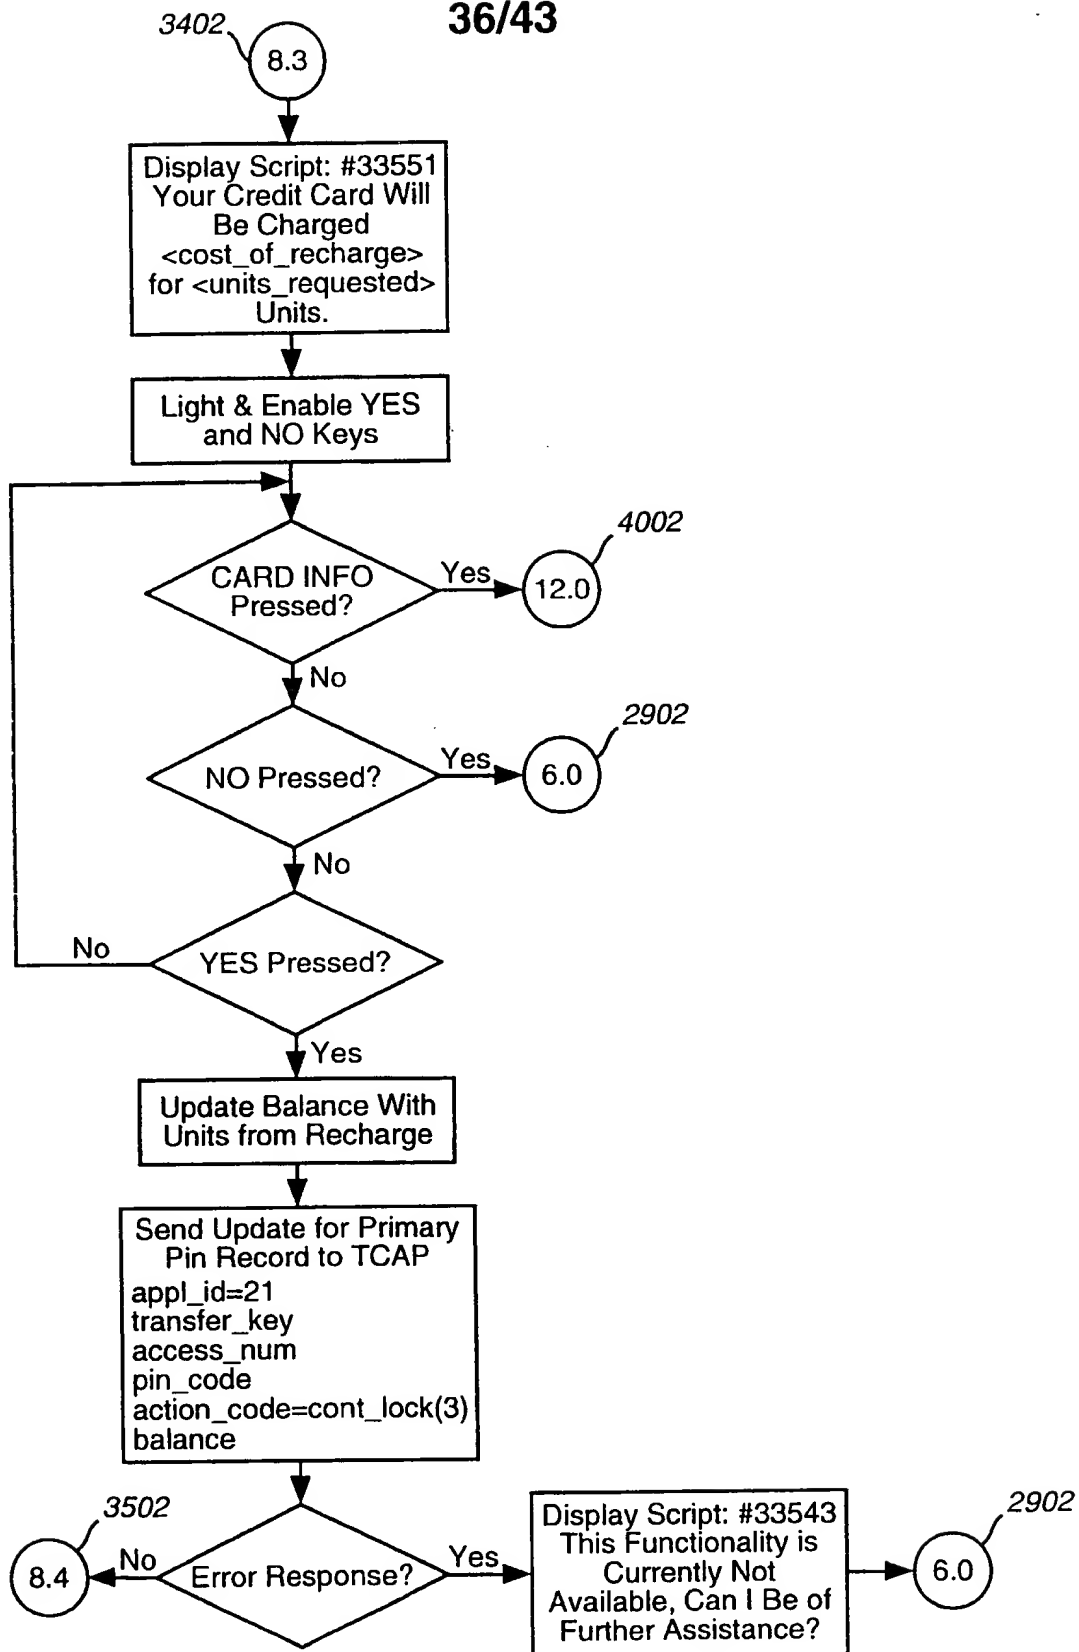 36/43
3402
8.3
Display Script: #33551
Your Credit Card Will
Be Charged
<cost_of_recharge>
for <units_requested>
Units.
Light & Enable YES
and NO Keys
4002
CARD INFO
Pressed?
Yes
12.0
No
2902
NO Pressed?
Yes
6.0
No
YES Pressed?
No
Yes
Update Balance With
Units from Recharge
Send Update for Primary
Pin Record to TCAP
appl_id=21
transfer_key
access_num
pin_code
action_code=cont_lock(3)
balance
3502
8.4
No
Error Response?
Yes
Display Script: #33543
This Functionality is
Currently Not
Available, Can I Be of
Further Assistance?
2902
6.0